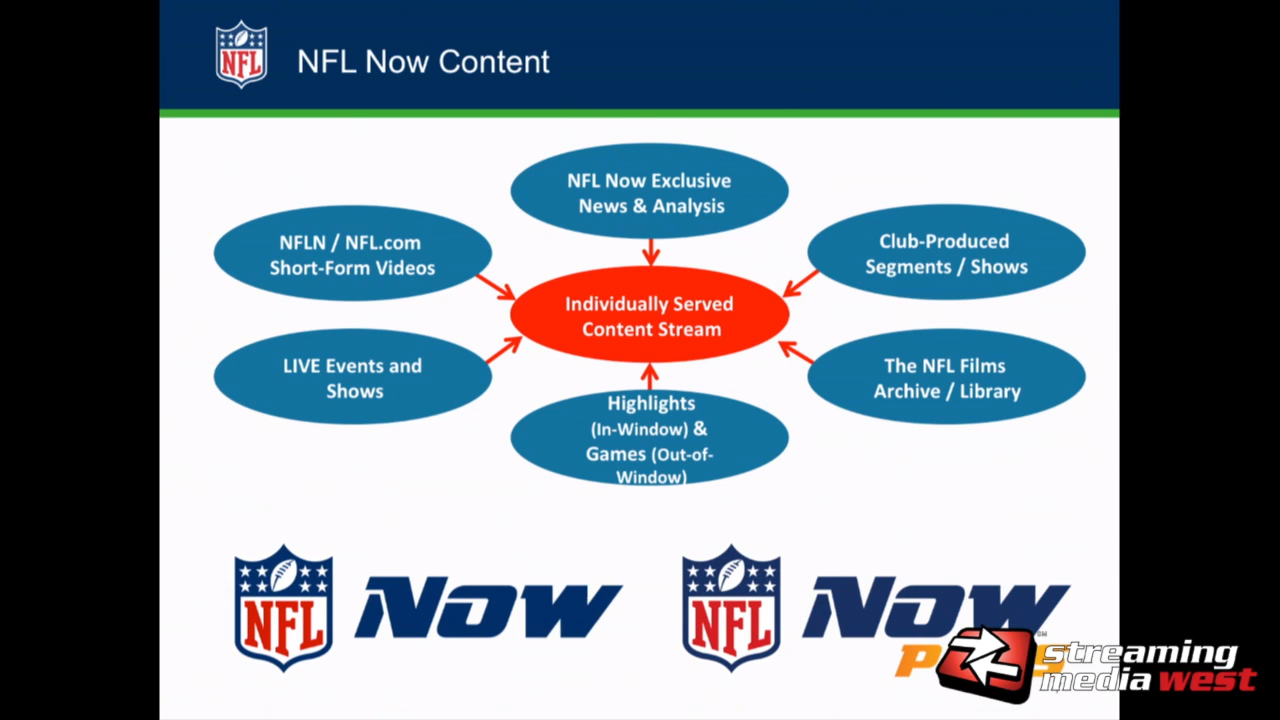 NFL
NFL Now Content
NFL Now Exclusive
News & Analysis
NFLN / NFL.com
Short-Form Videos
Club-Produced
Segments / Shows
Individually Served
Content Stream
LIVE Events and
Shows
The NFL Films
Archive / Library
Highlights
(In-Window) &
Games (Out-of-
Window)
NFL
Now
NFL
Now
SM
streaming
media west